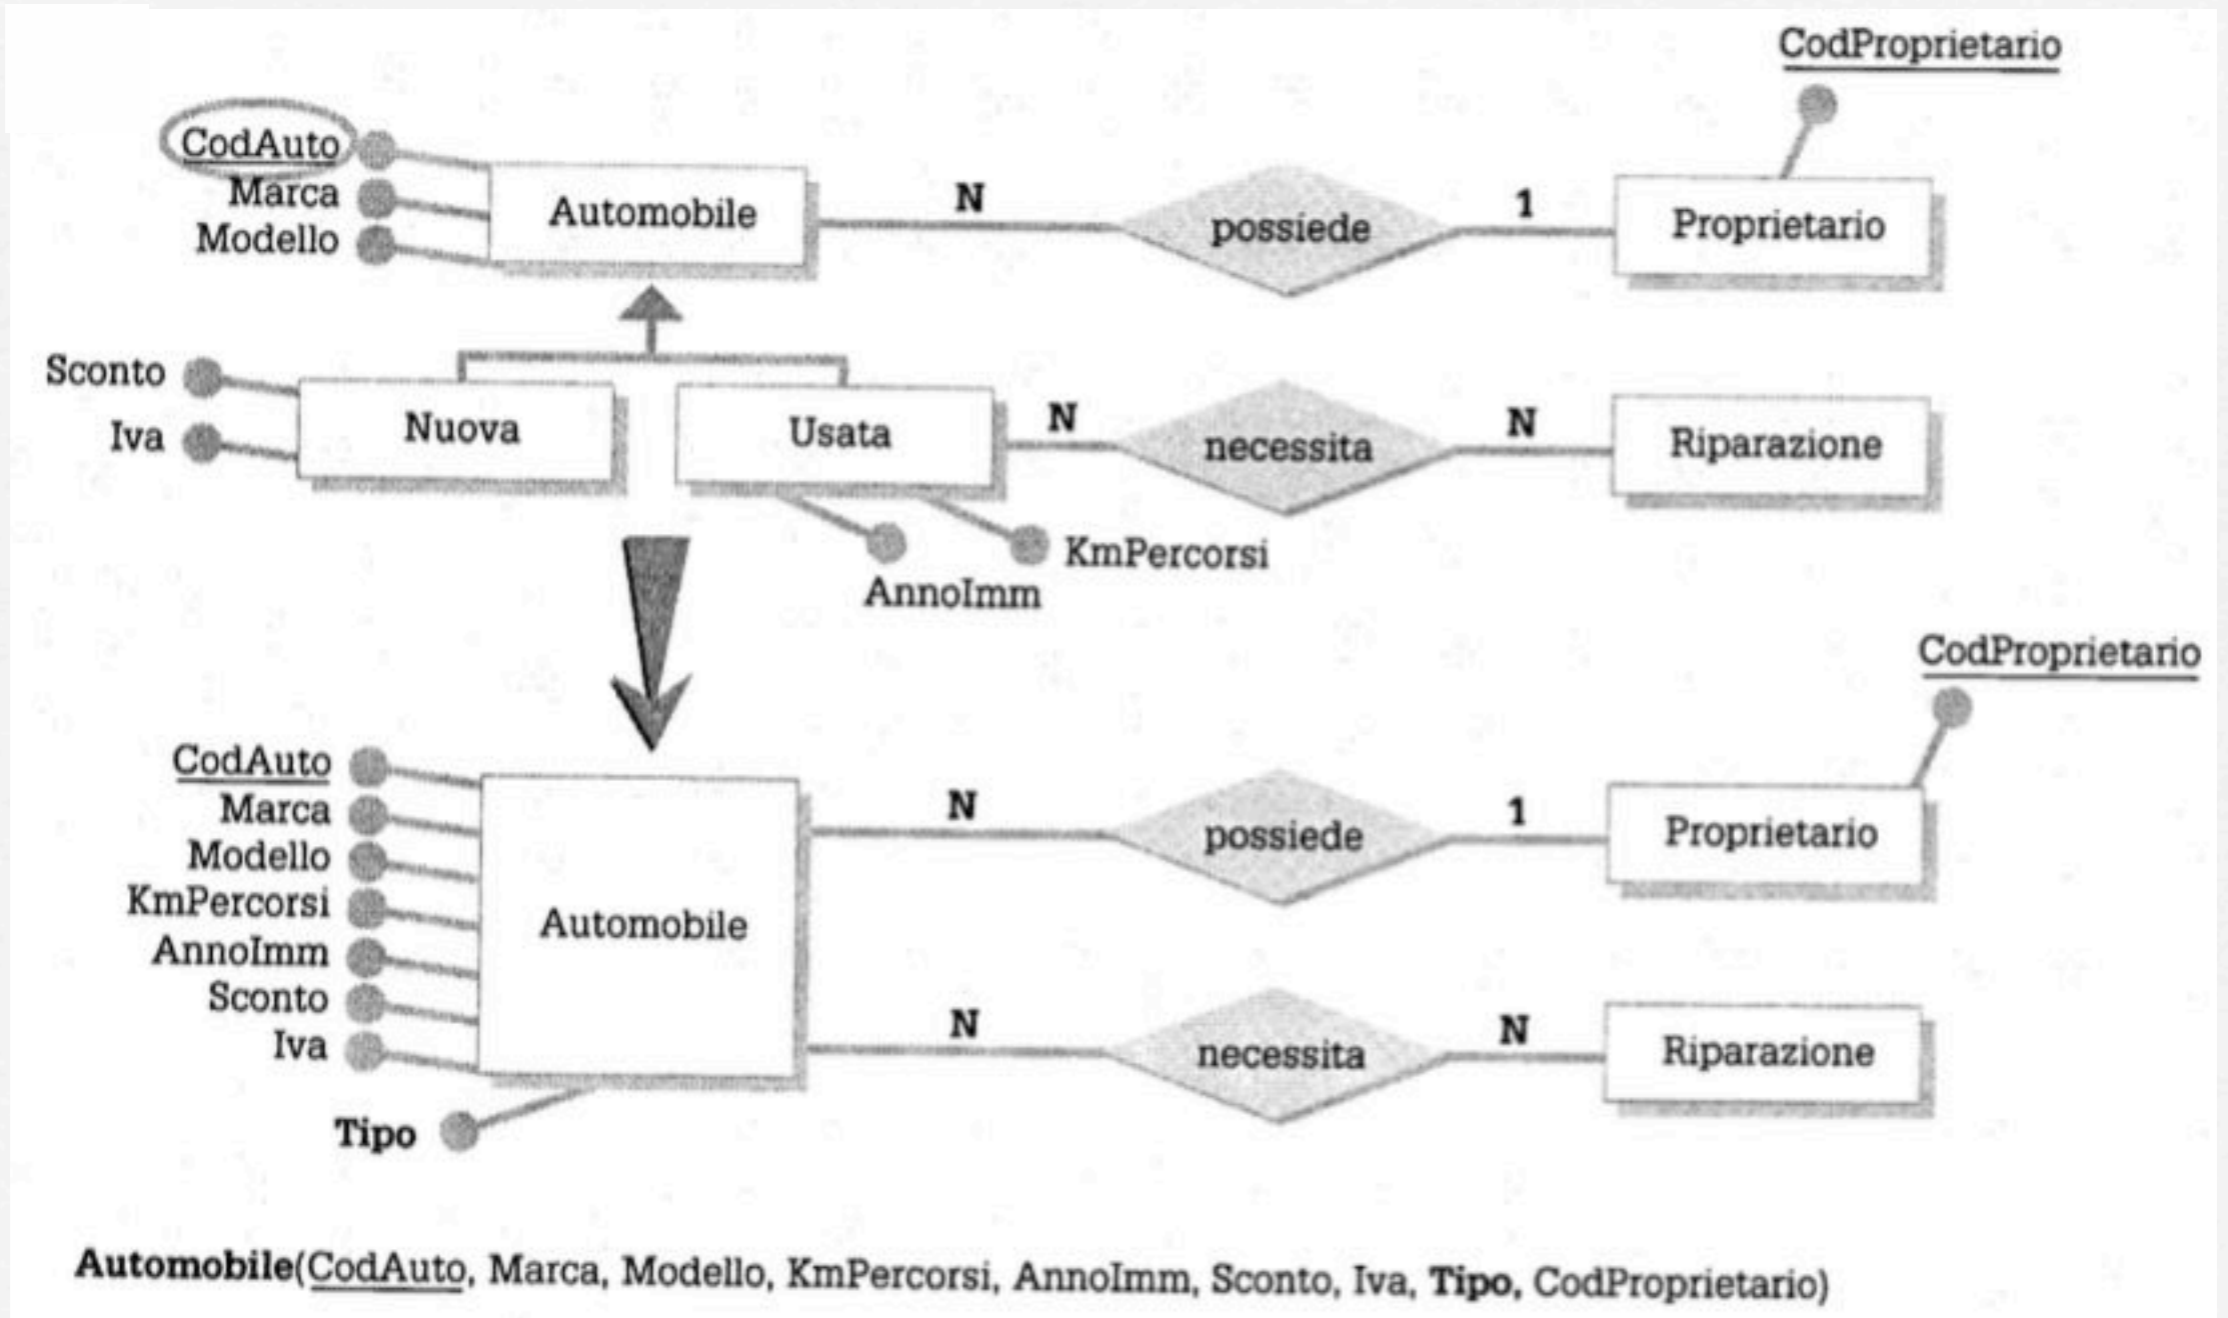 CodProprietario
CodAuto
Marca
Modello
Automobile
N
possiede
1
Proprietario
Sconto
Iva
Nuova
Usata
N
necessita
N
Riparazione
KmPercorsi
AnnoImm
CodProprietario
CodAuto
Marca
Modello
KmPercorsi
AnnoImm
Sconto
Iva
Tipo
Automobile
N
possiede
1
Proprietario
N
necessita
N
Riparazione
Automobile(CodAuto, Marca, Modello, KmPercorsi, AnnoImm, Sconto, Iva, Tipo, CodProprietario)